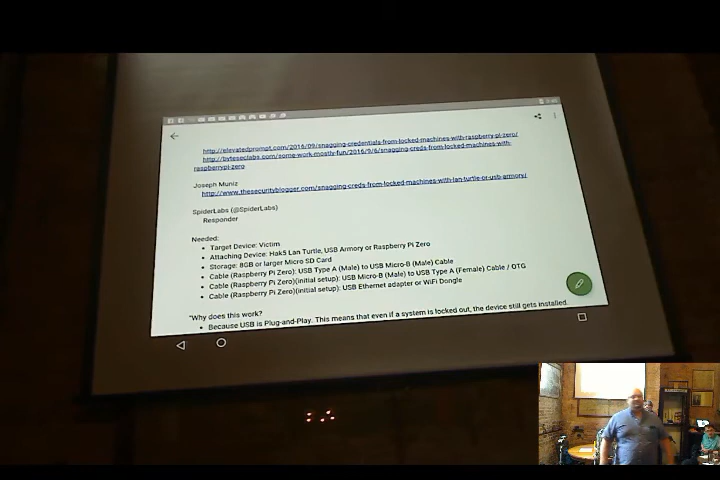 http://elevatedprompt.com/2016/09/snagging-credentials-from-locked-machines-with-raspberry-pi-zero/
http://byteseclabs.com/some-work-mostly-fun/2016/9/6/snagging-creds-from-locked-machines-with-
raspberrypi-zero
Joseph Muniz
http://www.thesecurityblogger.com/snagging-creds-from-locked-machines-with-lan-turtle-or-usb-armory/
SpiderLabs (@SpiderLabs)
Responder
Needed:
• Target Device: Victim
• Attaching Device: Hak5 Lan Turtle, USB Armory or Raspberry Pi Zero
• Storage: 8GB or larger Micro SD Card
• Cable (Raspberry Pi Zero): USB Type A (Male) to USB Micro-B (Male) Cable
• Cable (Raspberry Pi Zero)(initial setup): USB Micro-B (Male) to USB Type A (Female) Cable / OTG
• Cable (Raspberry Pi Zero)(initial setup): USB Ethernet adapter or WiFi Dongle
"Why does this work?
• Because USB is Plug-and-Play. This means that even if a system is locked out, the device still gets installed.